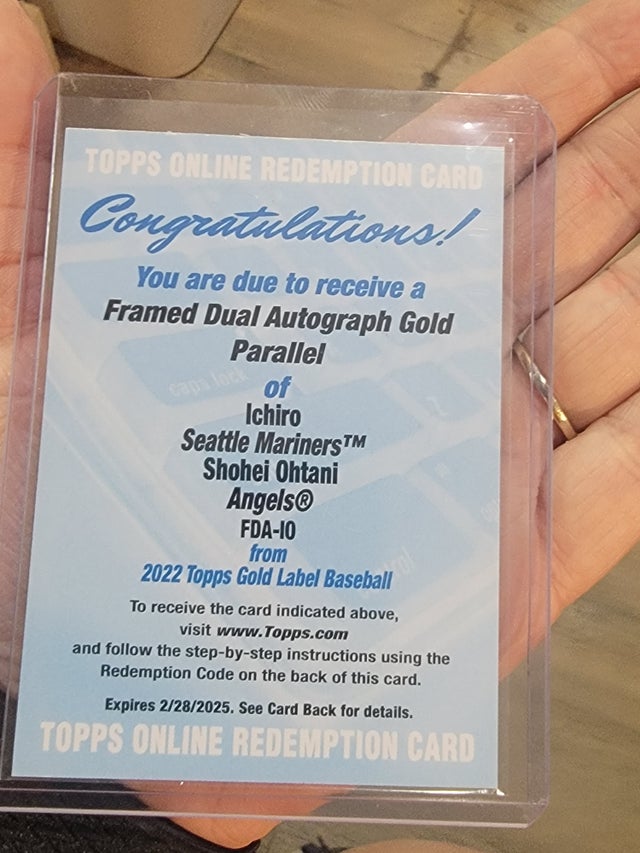 TOPPS ONLINE REDEMPTION CARD
Congratulations!
You are due to receive a
Framed Dual Autograph Gold
Parallel
of
Ichiro
Seattle Mariners™
Shohei Ohtani
Angels®
FDA-IO
from
2022 Topps Gold Label Baseball
To receive the card indicated above,
visit www.Topps.com
and follow the step-by-step instructions using the
Redemption Code on the back of this card.
Expires 2/28/2025. See Card Back for details.
TOPPS ONLINE REDEMPTION CARD
caps lock